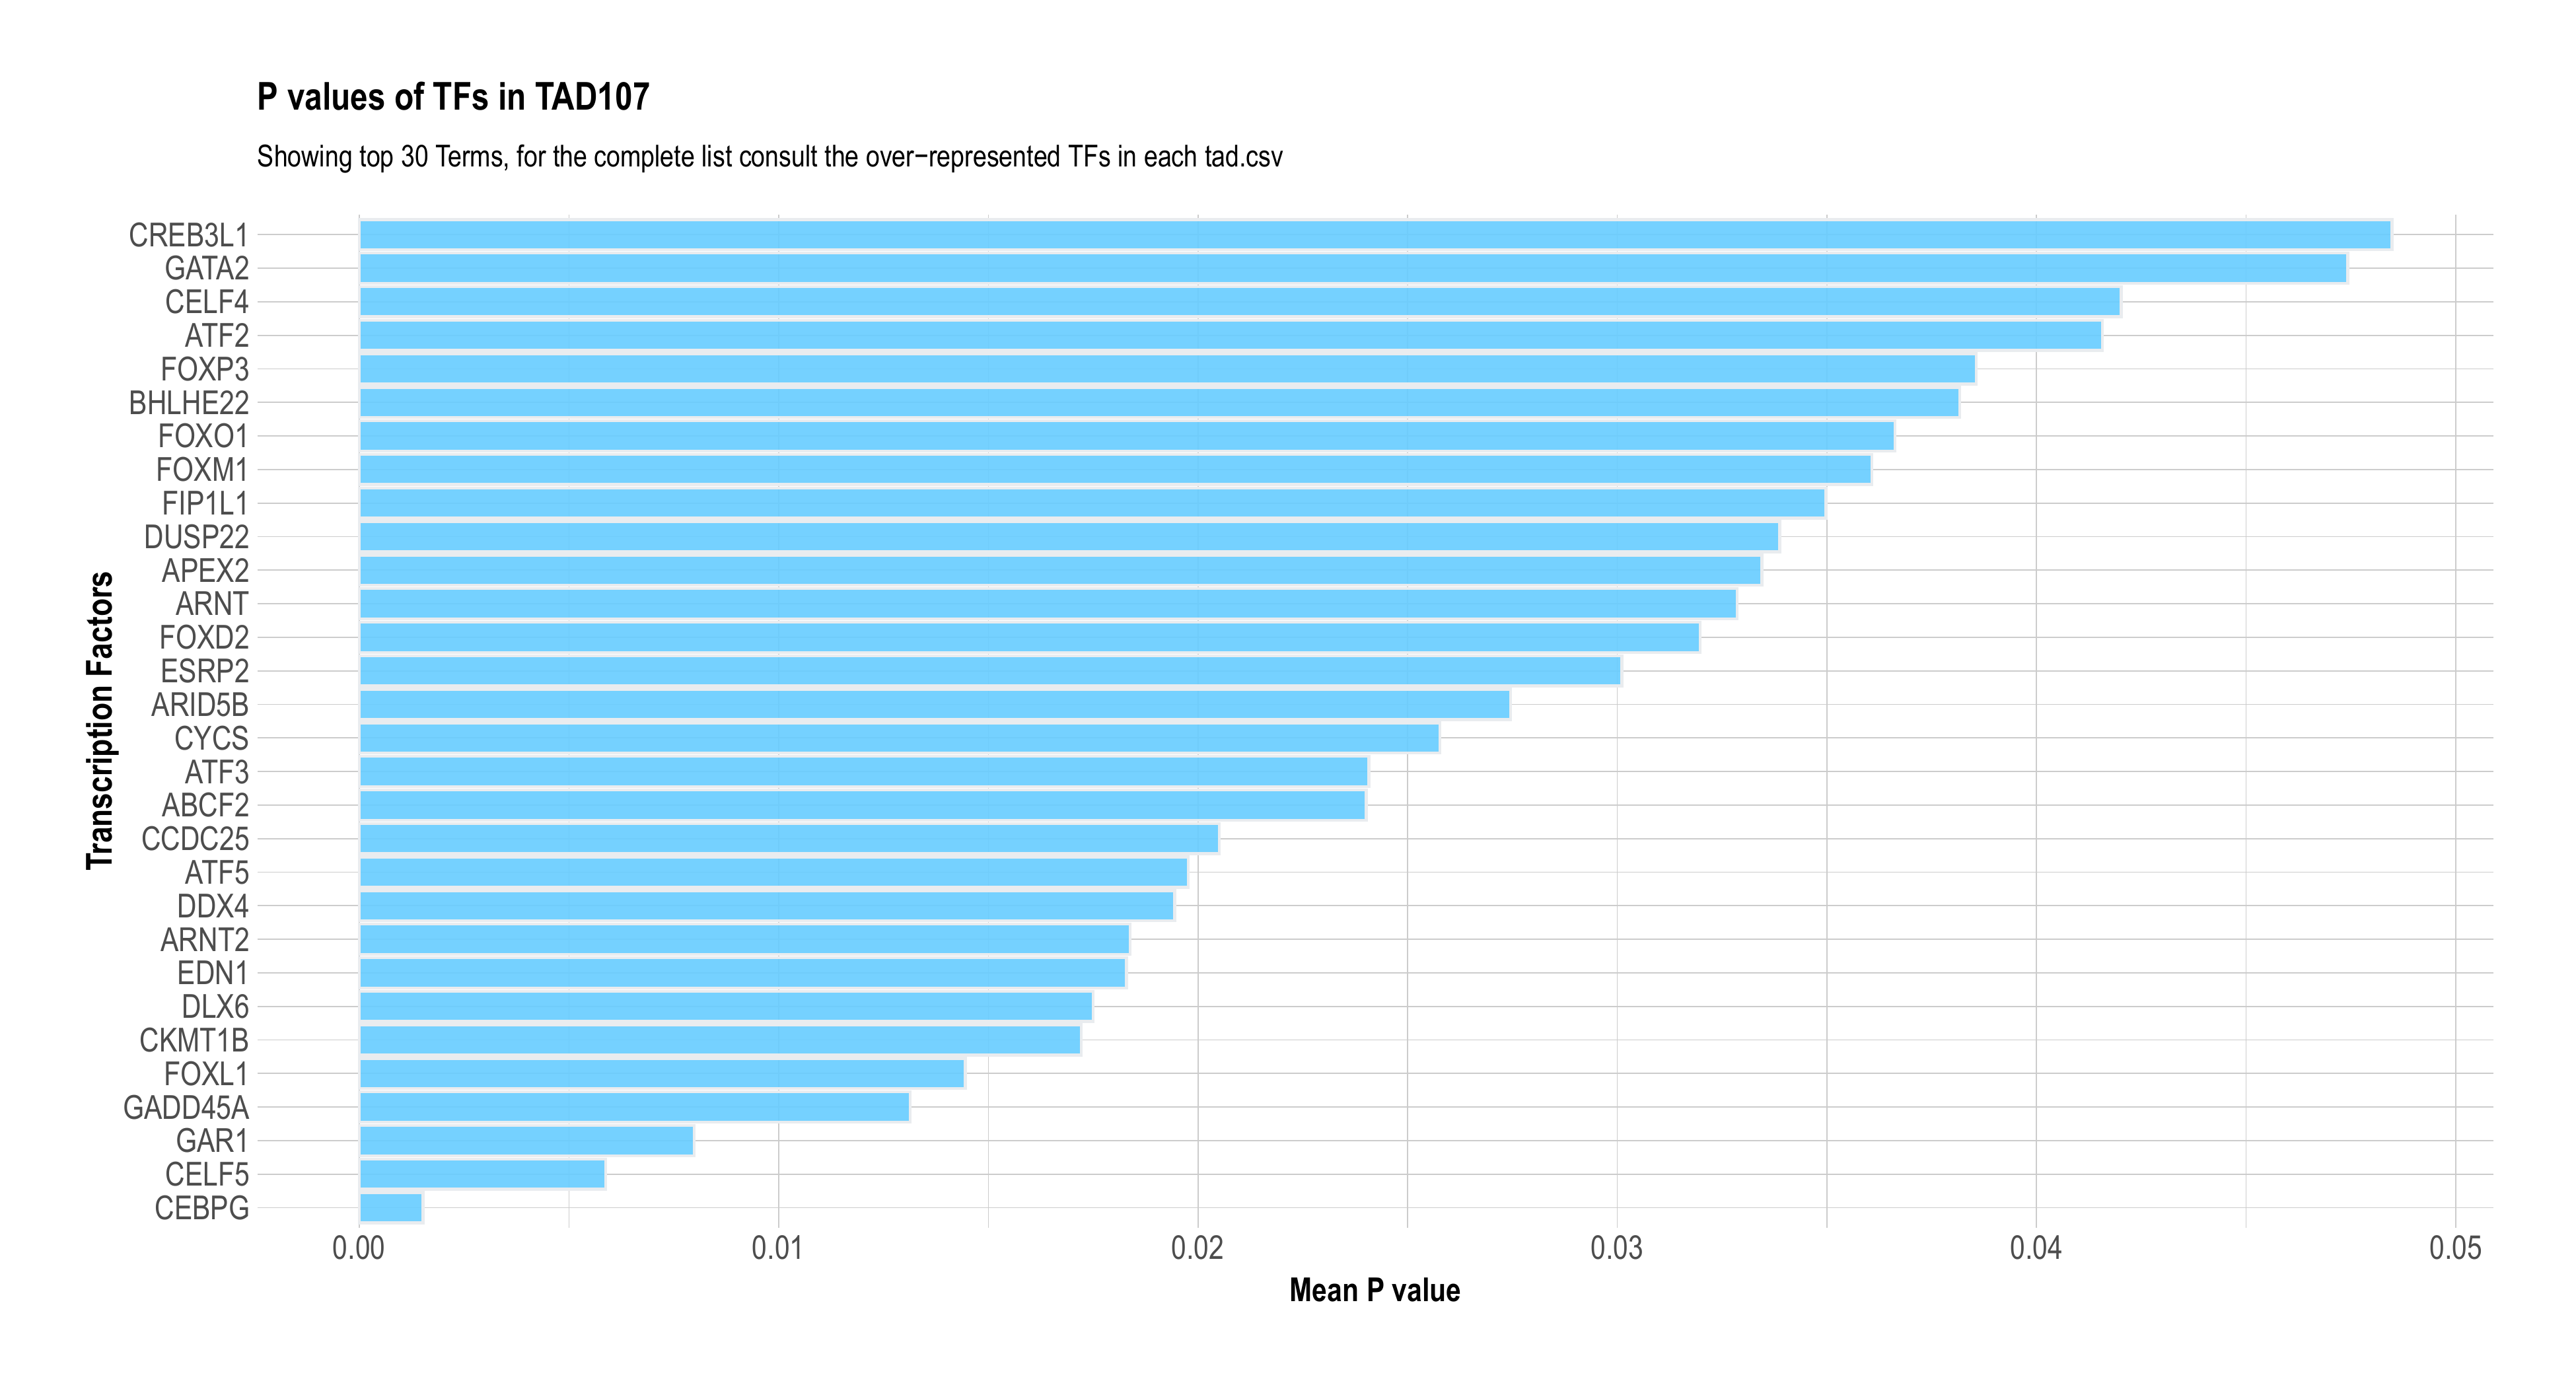 P values of TFs in TAD107
Showing top 30 Terms, for the complete list consult the over−represented TFs in each tad.csv
Transcription Factors
CREB3L1
GATA2
CELF4
ATF2
FOXP3
BHLHE22
FOXO1
FOXM1
FIP1L1
DUSP22
APEX2
ARNT
FOXD2
ESRP2
ARID5B
CYCS
ATF3
ABCF2
CCDC25
ATF5
DDX4
ARNT2
EDN1
DLX6
CKMT1B
FOXL1
GADD45A
GAR1
CELF5
CEBPG
0.00 0.01 0.02 0.03 0.04 0.05
Mean P value